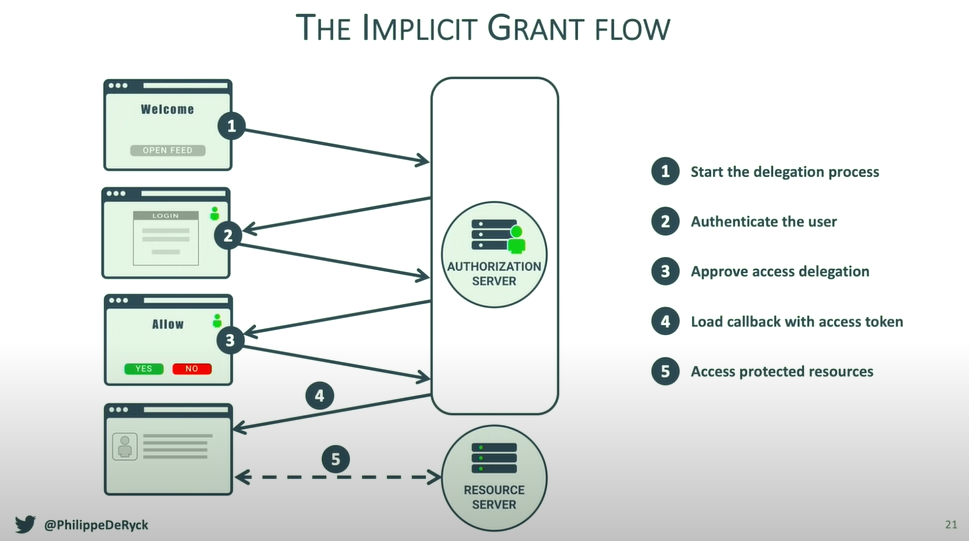 THE IMPLICIT GRANT FLOW
Welcome
OPEN FEED
1
LOGIN
2
Allow
YES NO
3
4
5
AUTHORIZATION
SERVER
RESOURCE
SERVER
1 Start the delegation process
2 Authenticate the user
3 Approve access delegation
4 Load callback with access token
5 Access protected resources
@PhilippeDeRyck
21